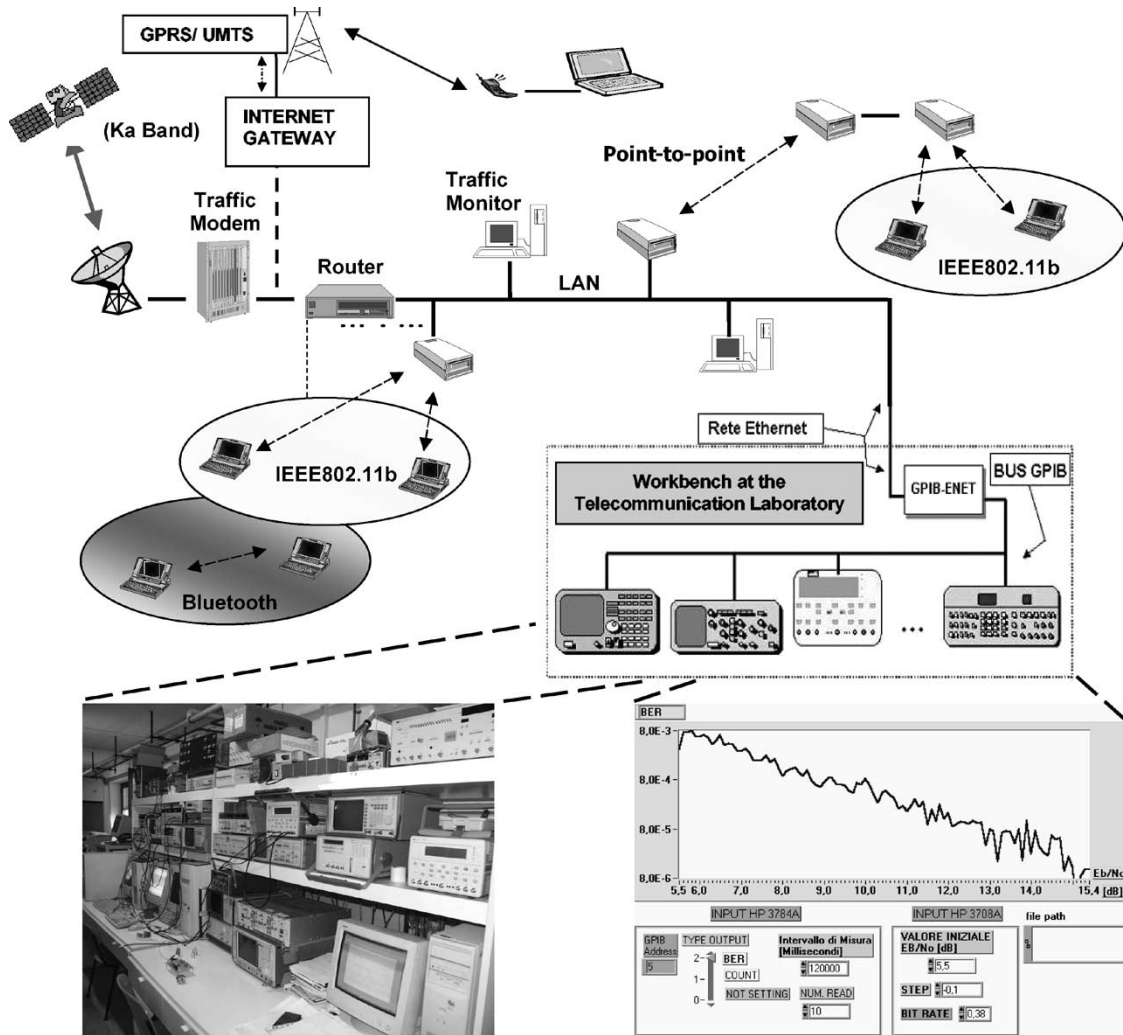 GPRS/ UMTS
(Ka Band)
INTERNET
GATEWAY
Point-to-point
Traffic
Modem
Traffic
Monitor
IEEE802.11b
Router
LAN
Rete Ethernet
IEEE802.11b
Workbench at the
Telecommunication Laboratory
GPIB-ENET
BUS GPIB
Bluetooth
BER
8,0E-3
8,0E-4
8,0E-5
8,0E-6
Eb/No
5,5 6,0 7,0 8,0 9,0 10,0 11,0 12,0 13,0 14,0 15,4 [dB]
INPUT HP 3784A
INPUT HP 3708A
file path
GPIB
Address
5
TYPE OUTPUT
2
1
0
BER
COUNT
NOT SETTING
Intervallo di Misura
[Millisecondi]
120000
NUM. READ
10
VALORE INIZIALE
EB/No [dB]
5,5
STEP
-0,1
BIT RATE
0,38